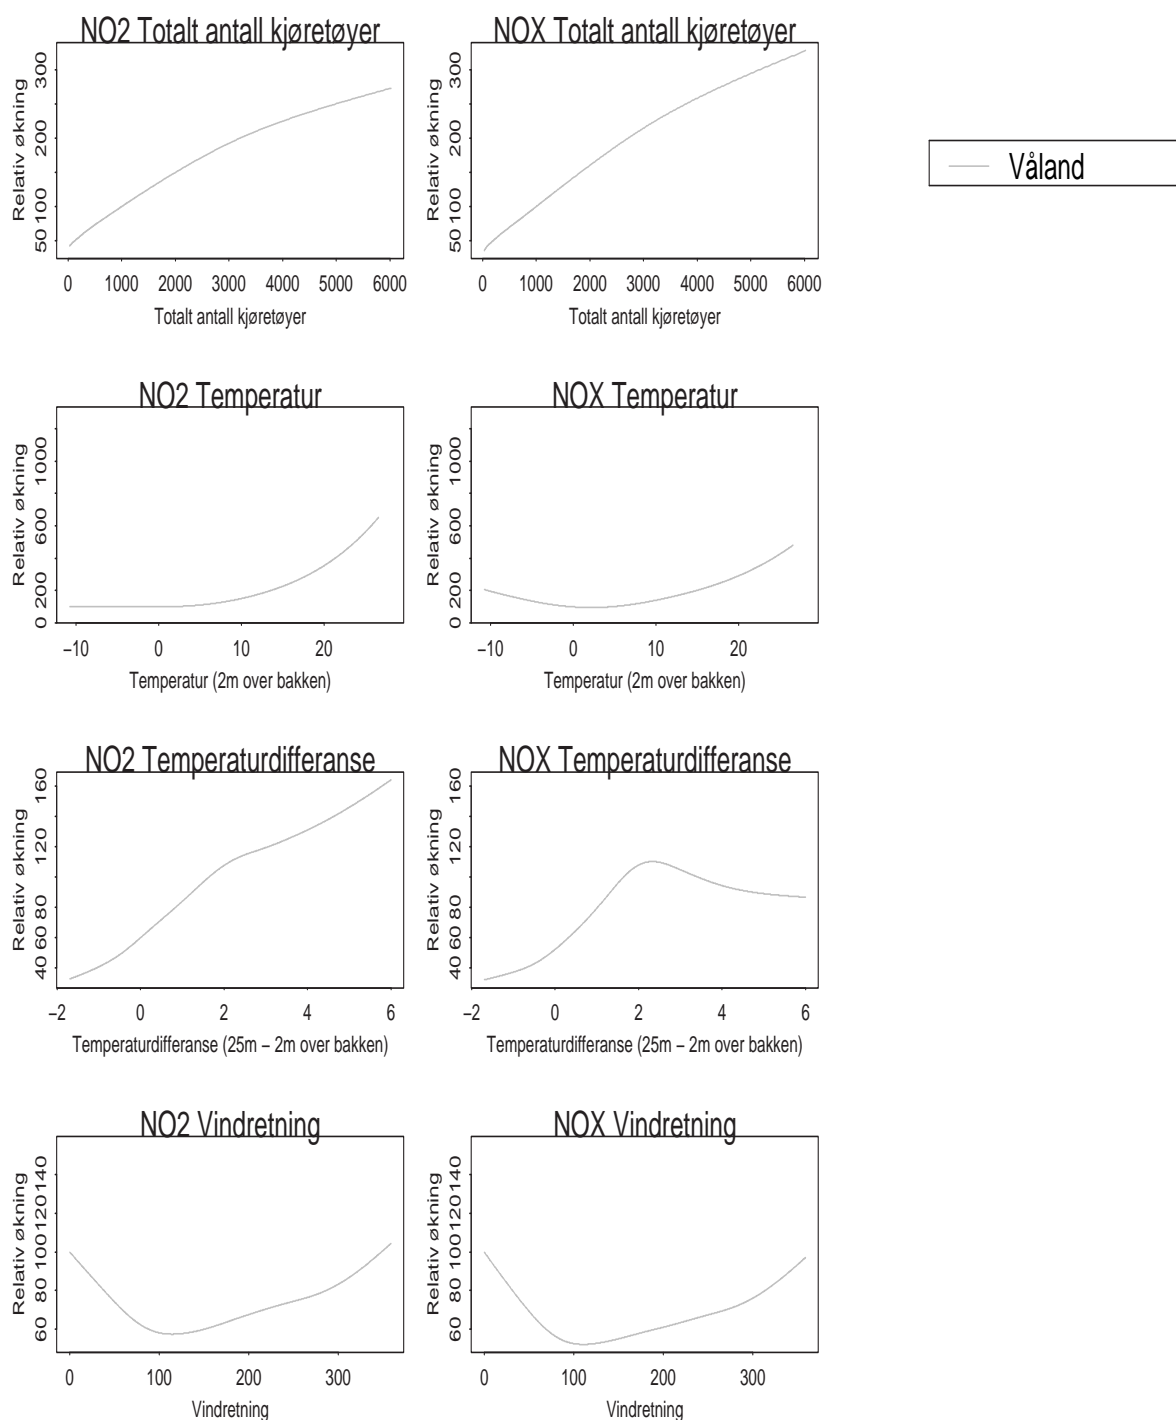 NO2 Totalt antall kjøretøyer
Relativ økning
50 100 200 300
0 1000 2000 3000 4000 5000 6000
Totalt antall kjøretøyer
NOX Totalt antall kjøretøyer
Relativ økning
50 100 200 300
0 1000 2000 3000 4000 5000 6000
Totalt antall kjøretøyer
Våland
NO2 Temperatur
Relativ økning
0 200 600 1000
−10 0 10 20
Temperatur (2m over bakken)
NOX Temperatur
Relativ økning
0 200 600 1000
−10 0 10 20
Temperatur (2m over bakken)
NO2 Temperaturdifferanse
Relativ økning
40 60 80 120 160
−2 0 2 4 6
Temperaturdifferanse (25m − 2m over bakken)
NOX Temperaturdifferanse
Relativ økning
40 60 80 120 160
−2 0 2 4 6
Temperaturdifferanse (25m − 2m over bakken)
NO2 Vindretning
Relativ økning
60 80 100 120 140
0 100 200 300
Vindretning
NOX Vindretning
Relativ økning
60 80 100 120 140
0 100 200 300
Vindretning